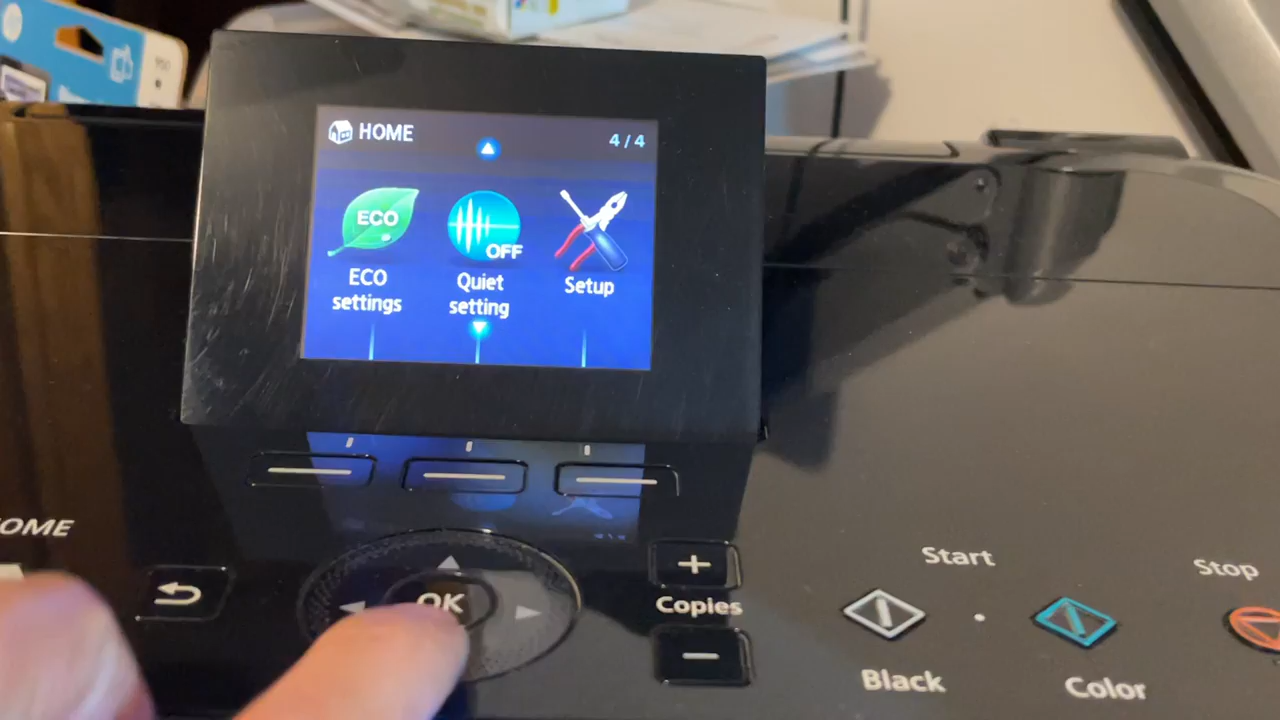 HOME
4/4
ECO
OFF
ECO
settings
Quiet
setting
Setup
OME
OK
Copies
Start
Stop
Black
Color